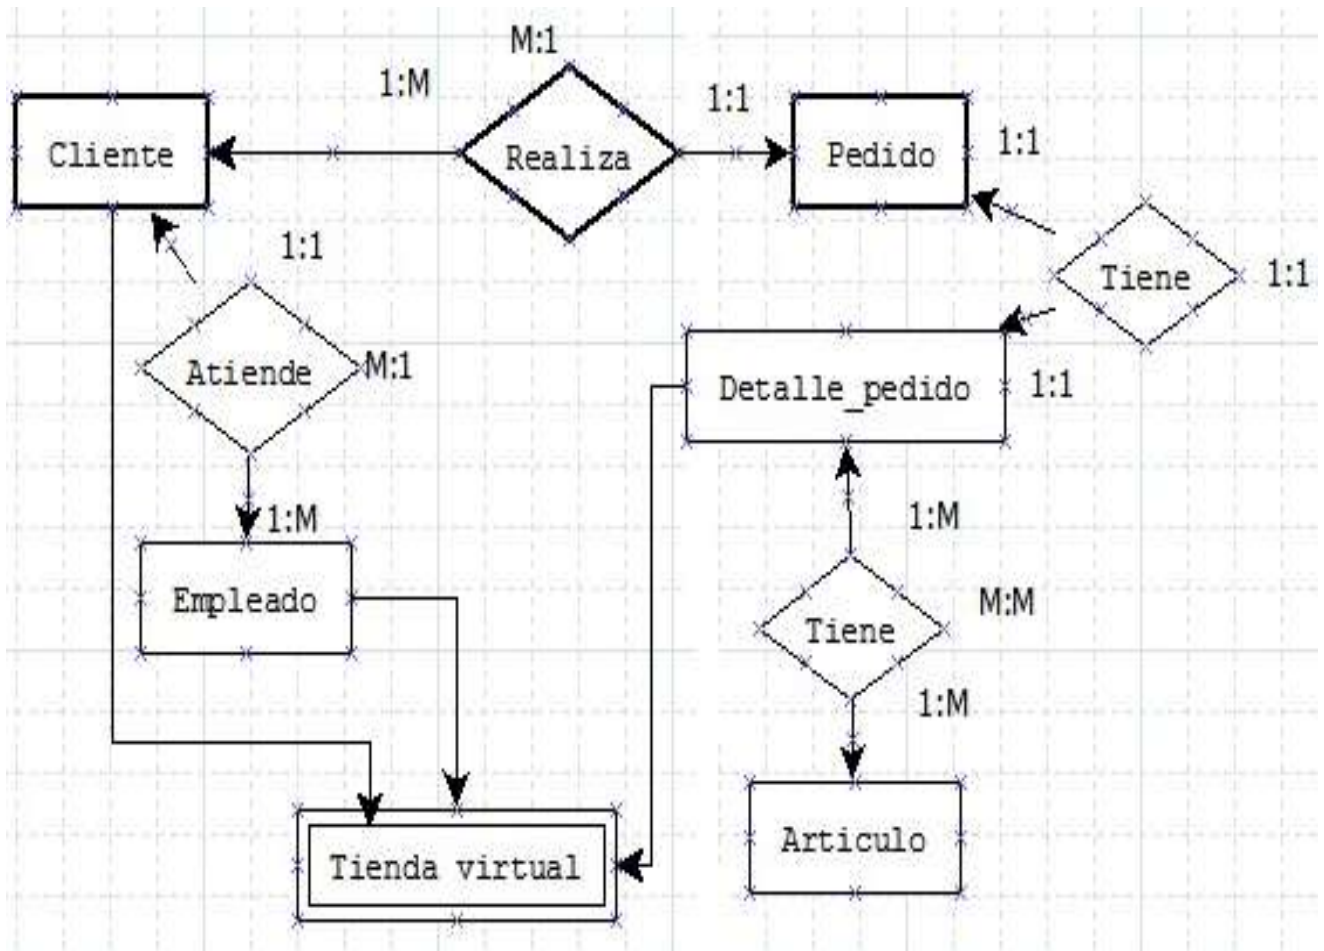 M:1
1:M
1:1
Cliente
Realiza
Pedido
1:1
1:1
Tiene
1:1
Atiende
M:1
Detalle_pedido
1:1
1:M
1:M
Empleado
Tiene
M:M
1:M
Articulo
Tienda virtual